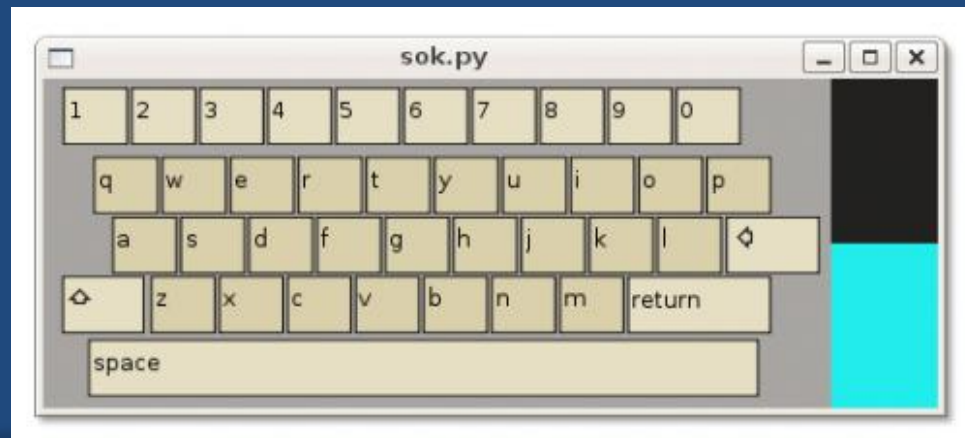 sok.py
1 2 3 4 5 6 7 8 9 0
q w e r t y u i o p
a s d f g h j k l
z x c v b n m return
space